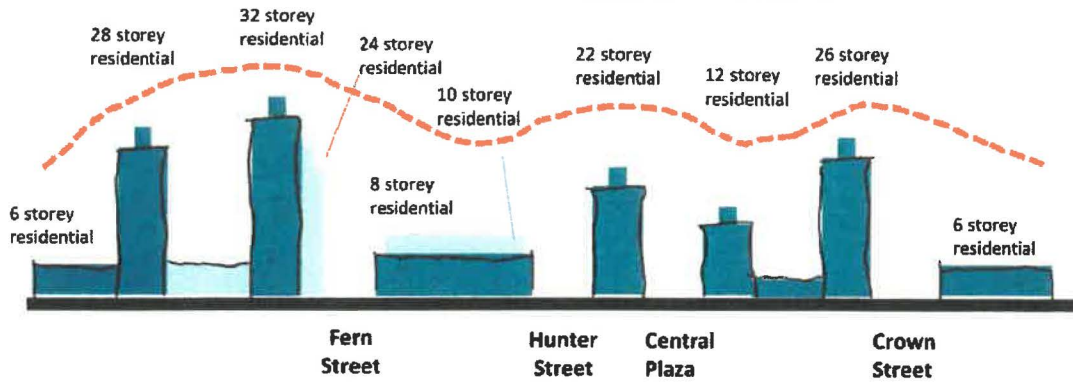 28 storey
residential
32 storey
residential
24 storey
residential
10 storey
residential
22 storey
residential
12 storey
residential
26 storey
residential
6 storey
residential
8 storey
residential
6 storey
residential
Fern
Street
Hunter
Street
Central
Plaza
Crown
Street